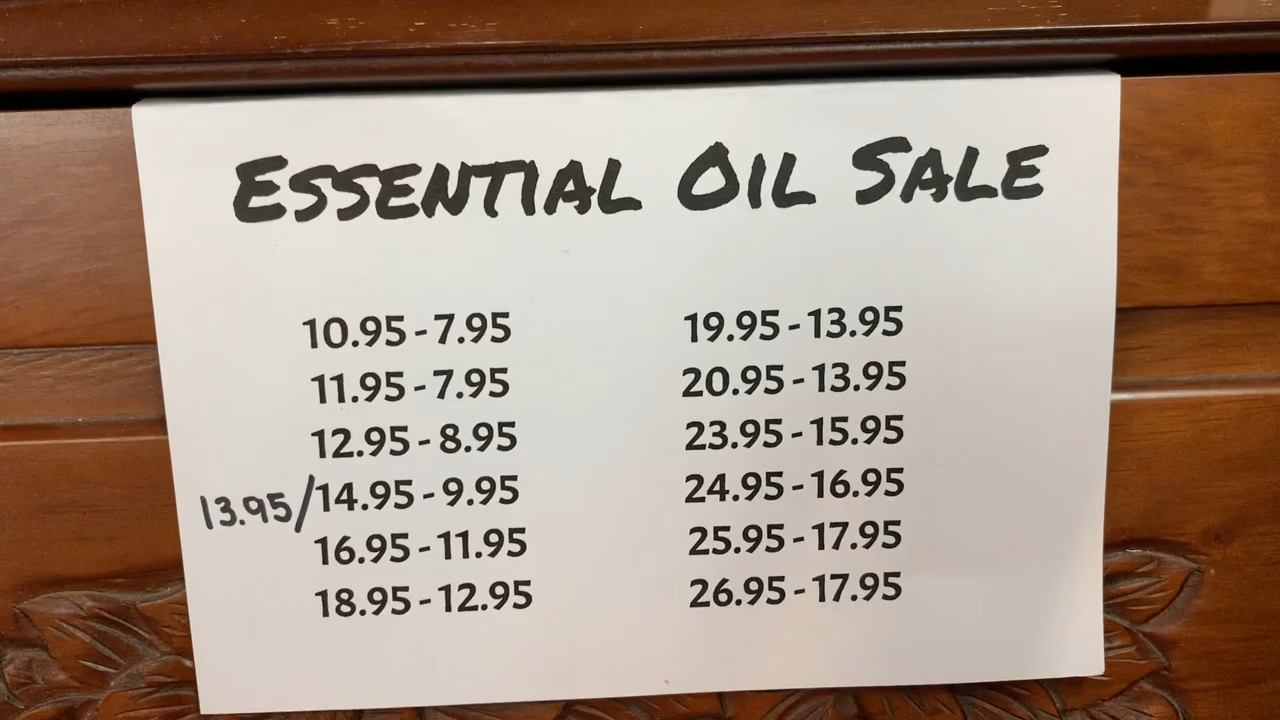 ESSENTIAL OIL SALE
10.95 - 7.95
11.95 - 7.95
12.95 - 8.95
13.95/14.95 - 9.95
16.95 - 11.95
18.95 - 12.95
19.95 - 13.95
20.95 - 13.95
23.95 - 15.95
24.95 - 16.95
25.95 - 17.95
26.95 - 17.95